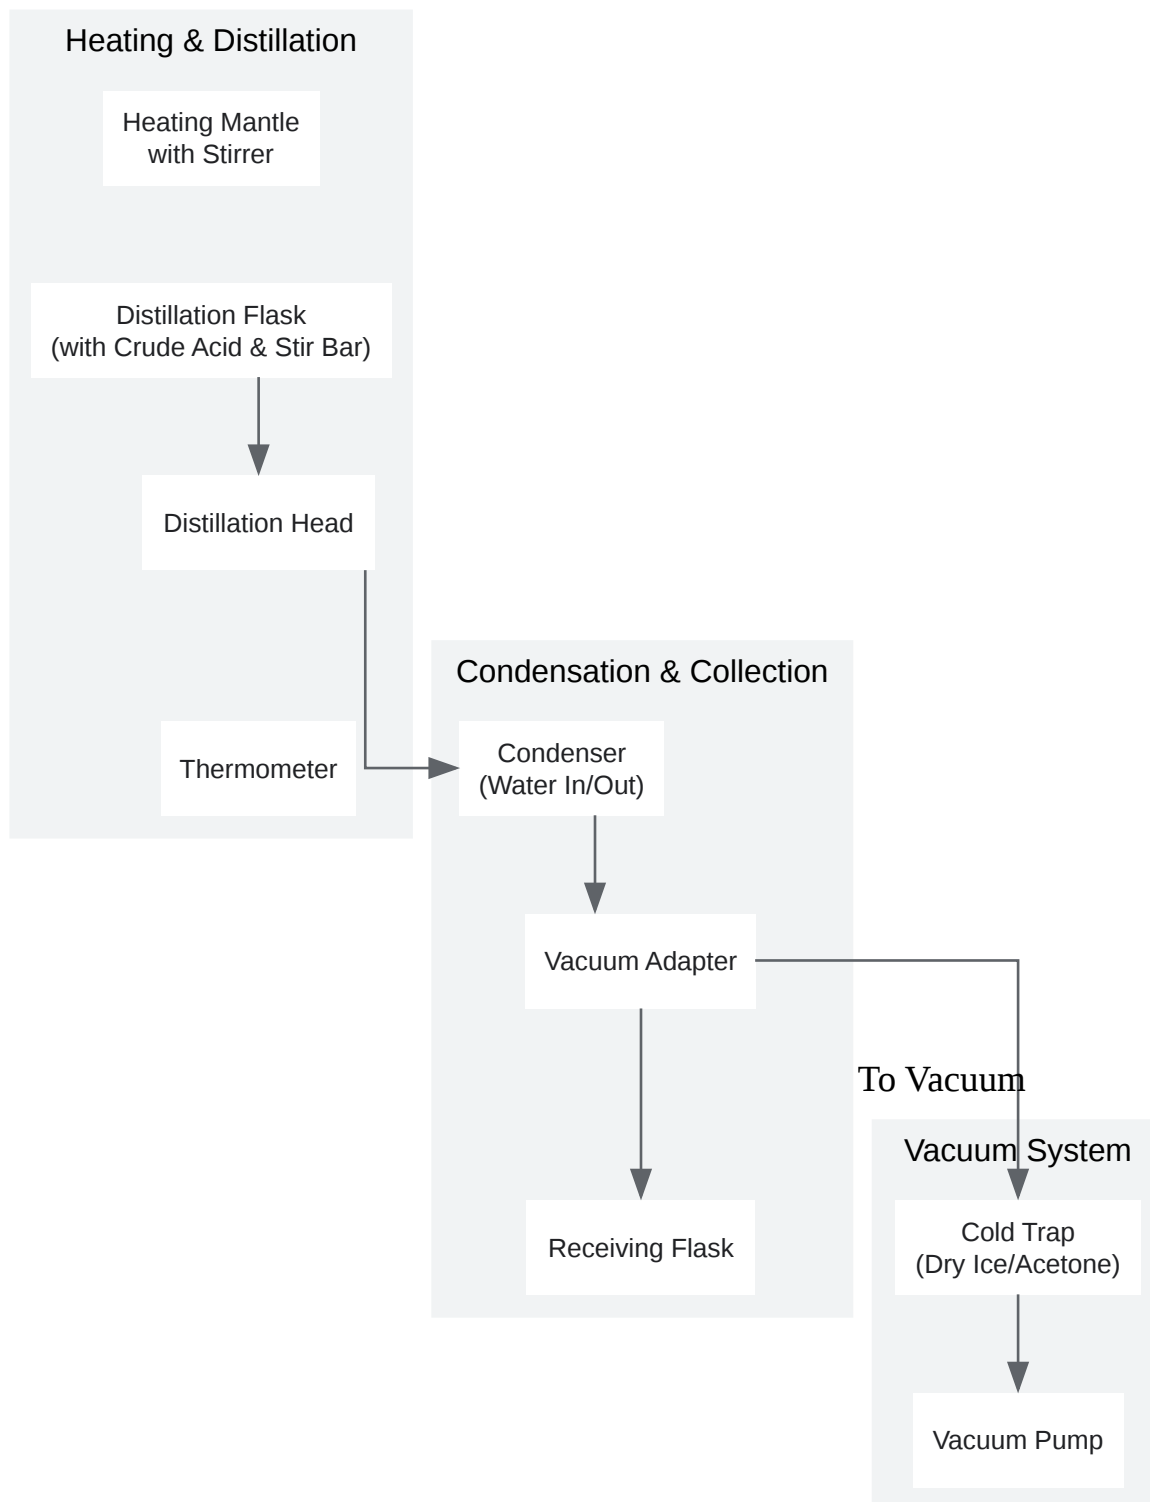 Heating & Distillation
Heating Mantle
with Stirrer
Distillation Flask
(with Crude Acid & Stir Bar)
Distillation Head
Thermometer
Condensation & Collection
Condenser
(Water In/Out)
Vacuum Adapter
Receiving Flask
To Vacuum
Vacuum System
Cold Trap
(Dry Ice/Acetone)
Vacuum Pump